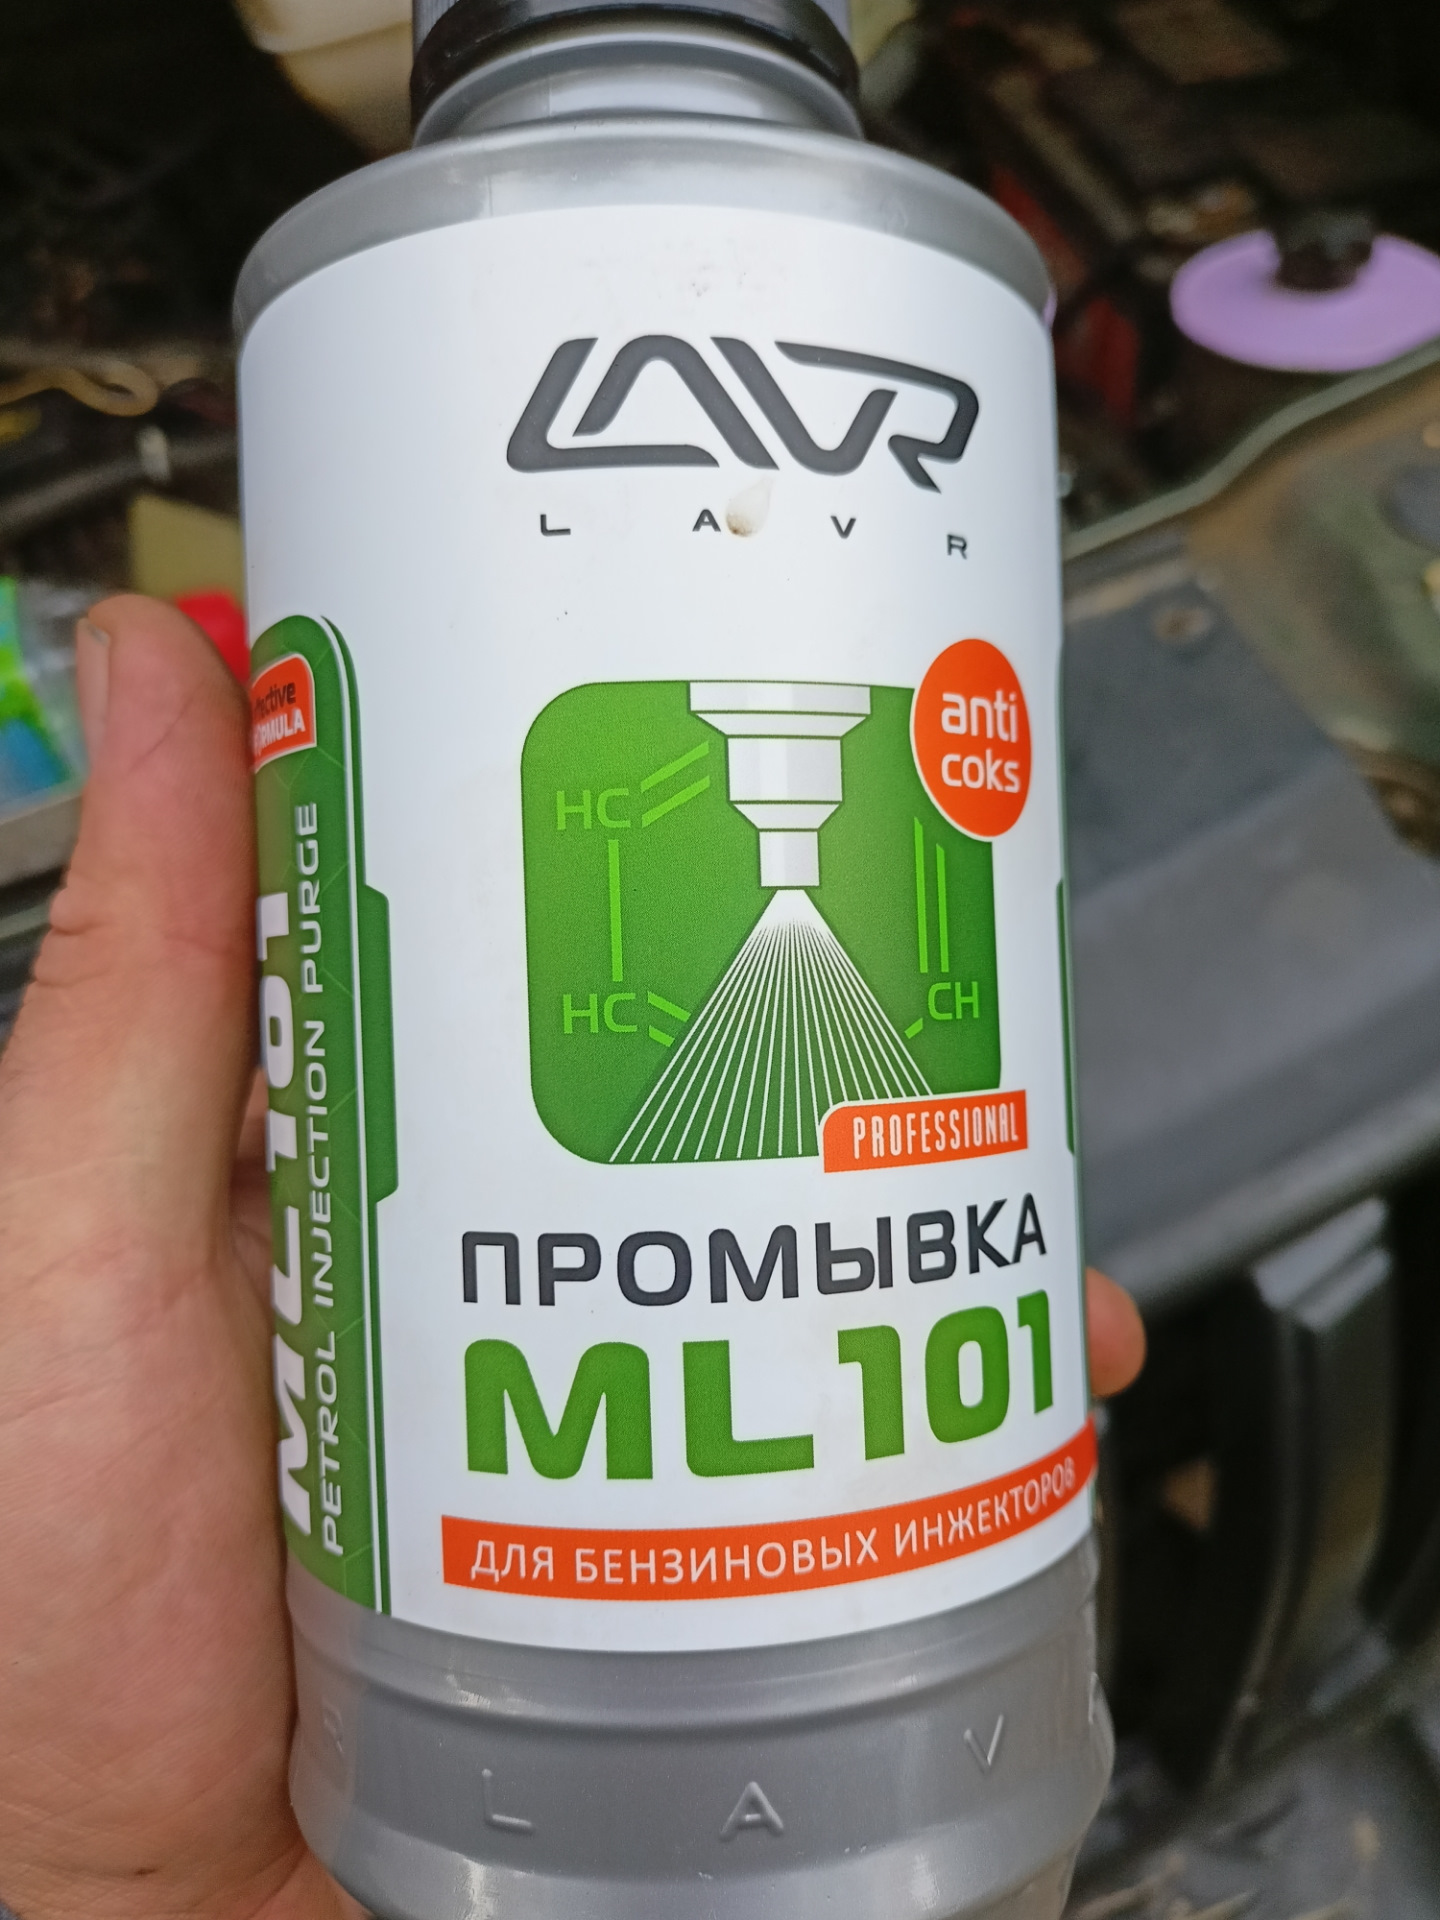 LAVR
L A V R
anti
coks
HC
HC
CH
PROFESSIONAL
ПРОМЫВКА
ML101
ДЛЯ БЕНЗИНОВЫХ ИНЖЕКТОРОВ
FORMULA
ML101
PETROL INJECTION PURGE
L A V